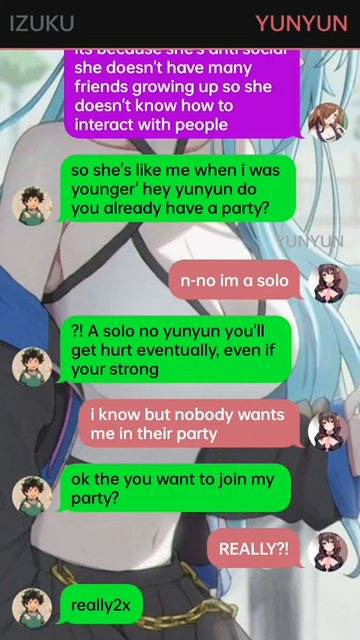 IZUKU
YUNYUN
its because she's anti social
she doesn't have many
friends growing up so she
doesn't know how to
interact with people
so she's like me when i was
younger' hey yunyun do
you already have a party?
YUNYUN
n-no im a solo
?! A solo no yunyun you'll
get hurt eventually, even if
your strong
i know but nobody wants
me in their party
ok the you want to join my
party?
REALLY?!
really2x